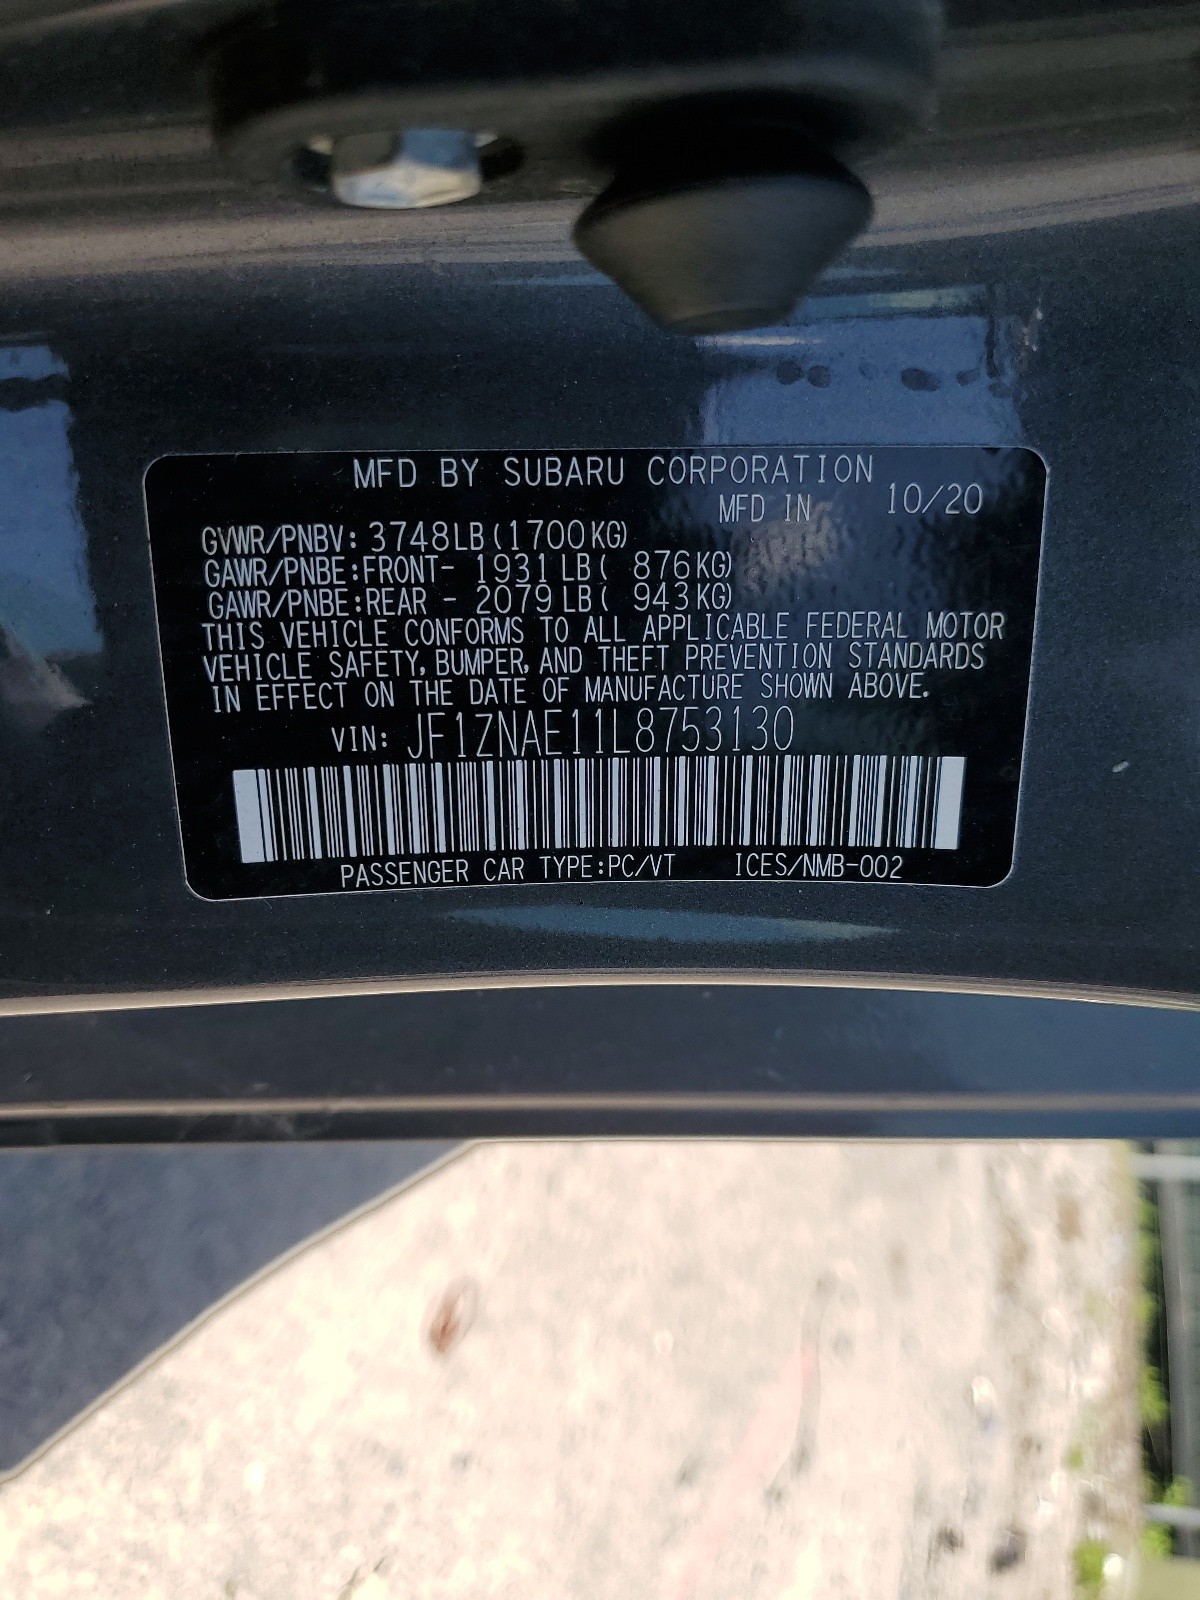 MFD BY SUBARU CORPORATION
MFD IN 10/20
GVWR/PNBV: 3748LB(1700KG)
GAWR/PNBE:FRONT- 1931LB( 876KG)
GAWR/PNBE:REAR - 2079LB( 943KG)
THIS VEHICLE CONFORMS TO ALL APPLICABLE FEDERAL MOTOR
VEHICLE SAFETY, BUMPER, AND THEFT PREVENTION STANDARDS
IN EFFECT ON THE DATE OF MANUFACTURE SHOWN ABOVE.
VIN: JF1ZNAE11L8753130
PASSENGER CAR TYPE:PC/VT ICES/NMB-002